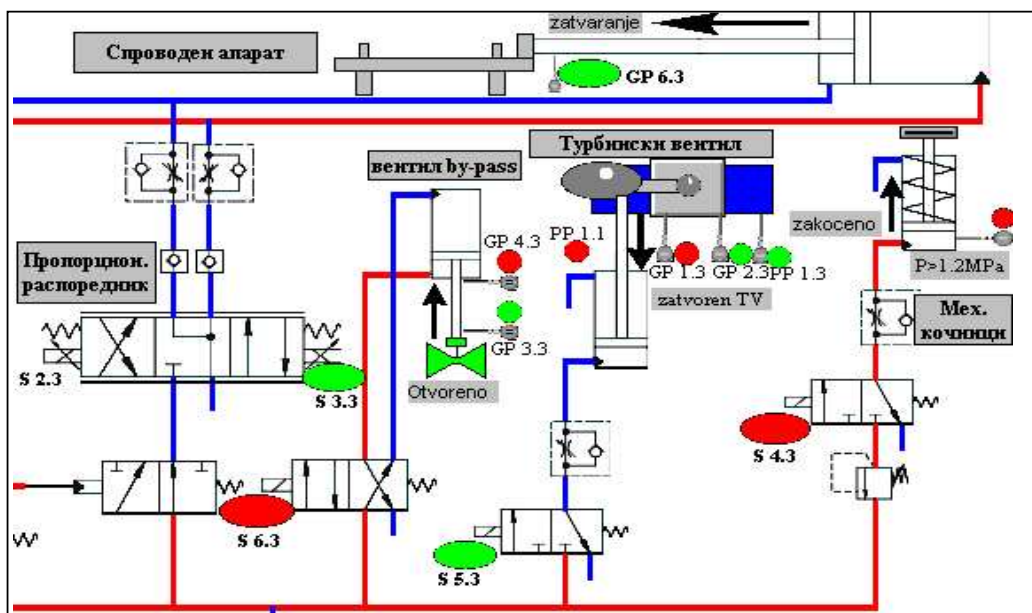 zatvaranje
Спроводен апарат
GP 6.3
Турбински вентил
вентил by-pass
zakoceno
GP 4.3
PP 1.1
Пропорцион.
распоредник
GP 1.3
GP 2.3
PP 1.3
P>1.2MPa
zatvoren TV
Мех.
кочници
GP 3.3
S 2.3
S 3.3
Otvoreno
S 4.3
S 6.3
S 5.3